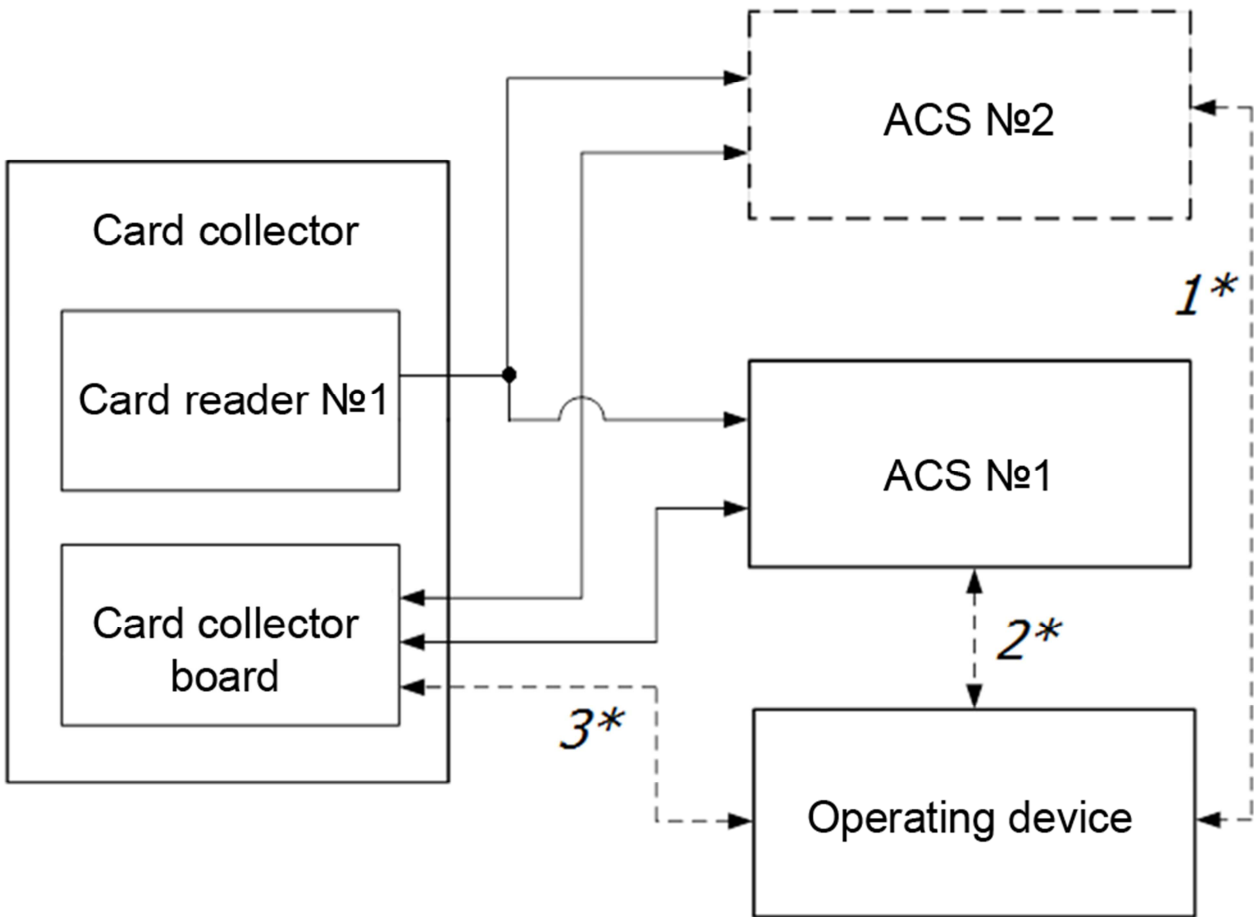 ACS №2
Card collector
1*
Card reader №1
ACS №1
Card collector
board
2*
3*
Operating device